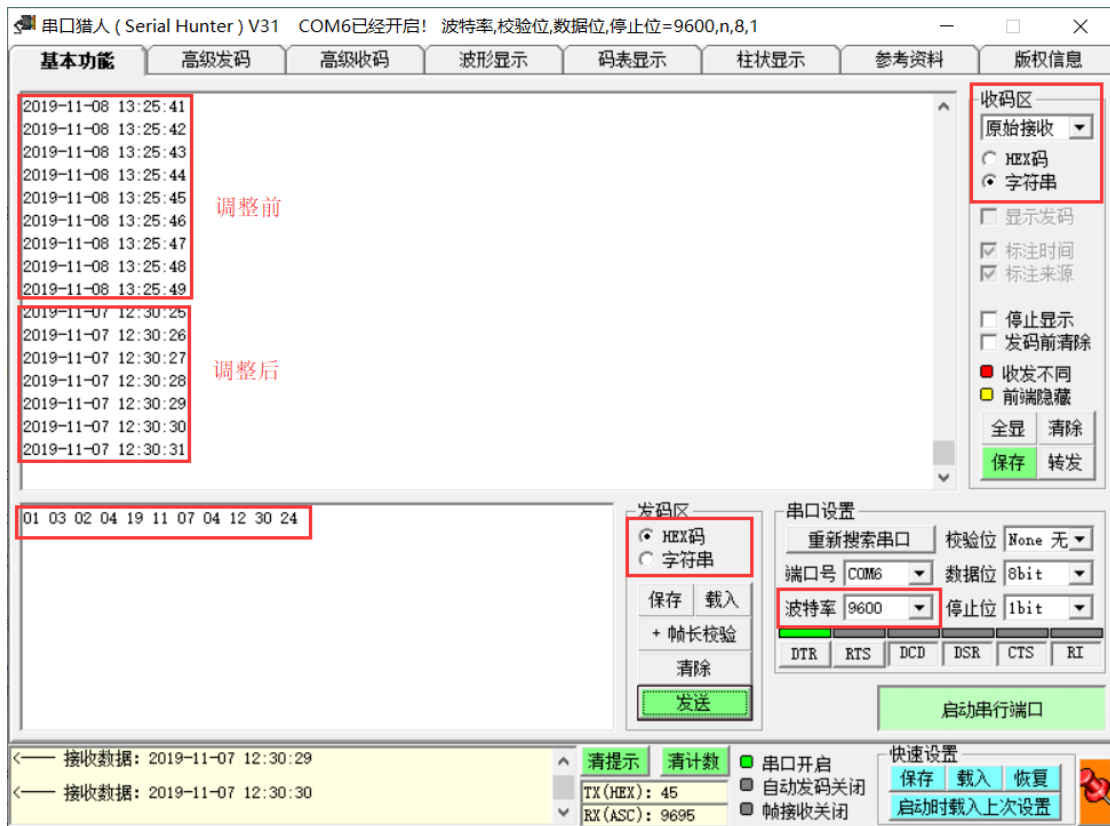 串口猎人 ( Serial Hunter ) V31 COM6已经开启! 波特率,校验位,数据位,停止位=9600,n,8,1
基本功能 高级发码 高级收码 波形显示 码表显示 柱状显示 参考资料 版权信息
2019-11-08 13:25:41
2019-11-08 13:25:42
2019-11-08 13:25:43
2019-11-08 13:25:44
2019-11-08 13:25:45
2019-11-08 13:25:46
2019-11-08 13:25:47
2019-11-08 13:25:48
2019-11-08 13:25:49
调整前
2019-11-07 12:30:25
2019-11-07 12:30:26
2019-11-07 12:30:27
2019-11-07 12:30:28
2019-11-07 12:30:29
2019-11-07 12:30:30
2019-11-07 12:30:31
调整后
收码区
原始接收
HEX码
字符串
显示发码
标注时间
标注来源
停止显示
发码前清除
收发不同
前端隐藏
全显 清除
保存 转发
01 03 02 04 19 11 07 04 12 30 24
发码区
HEX码
字符串
保存 载入
+ 帧长校验
清除
发送
串口设置
重新搜索串口 校验位 None 无
端口号 COM6 数据位 8bit
波特率 9600 停止位 1bit
DTR RTS DCD DSR CTS RI
启动串行端口
<—— 接收数据: 2019-11-07 12:30:29
<—— 接收数据: 2019-11-07 12:30:30
清提示 清计数
TX(HEX): 45
RX(ASC): 9695
串口开启
自动发码关闭
帧接收关闭
快速设置
保存 载入 恢复
启动时载入上次设置